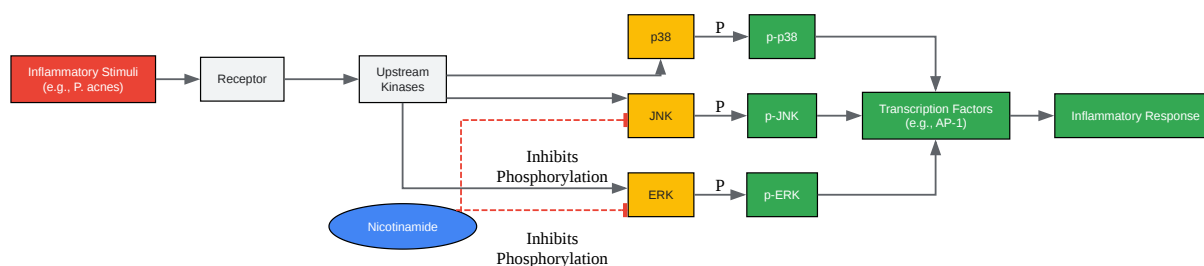 Inflammatory Stimuli
(e.g., P. acnes)
Receptor
Upstream
Kinases
p38
P
p-p38
JNK
P
p-JNK
Transcription Factors
(e.g., AP-1)
Inflammatory Response
Inhibits
Phosphorylation
ERK
P
p-ERK
Nicotinamide
Inhibits
Phosphorylation